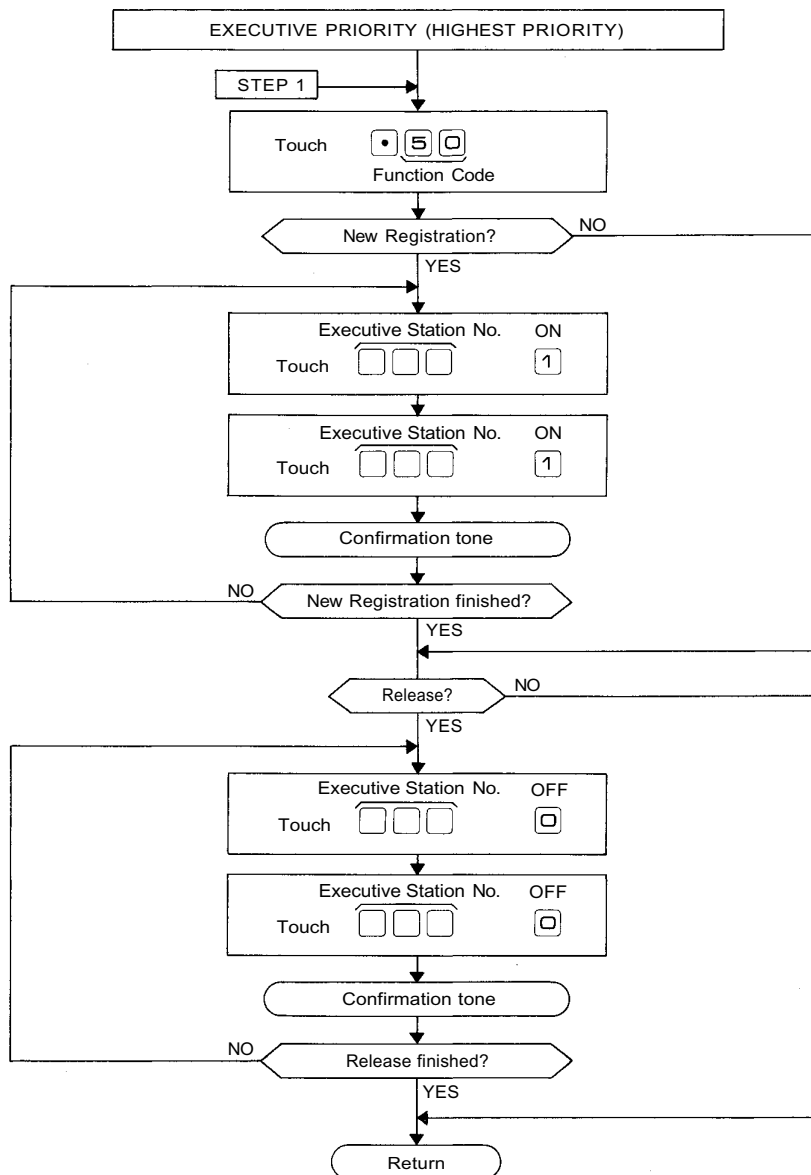 EXECUTIVE PRIORITY (HIGHEST PRIORITY)
STEP 1
Touch • 5 0
Function Code
New Registration? NO
YES
Executive Station No. ON
Touch 1
Executive Station No. ON
Touch 1
Confirmation tone
NO New Registration finished?
YES
Release? NO
YES
Executive Station No. OFF
Touch 0
Executive Station No. OFF
Touch 0
Confirmation tone
NO Release finished?
YES
Return